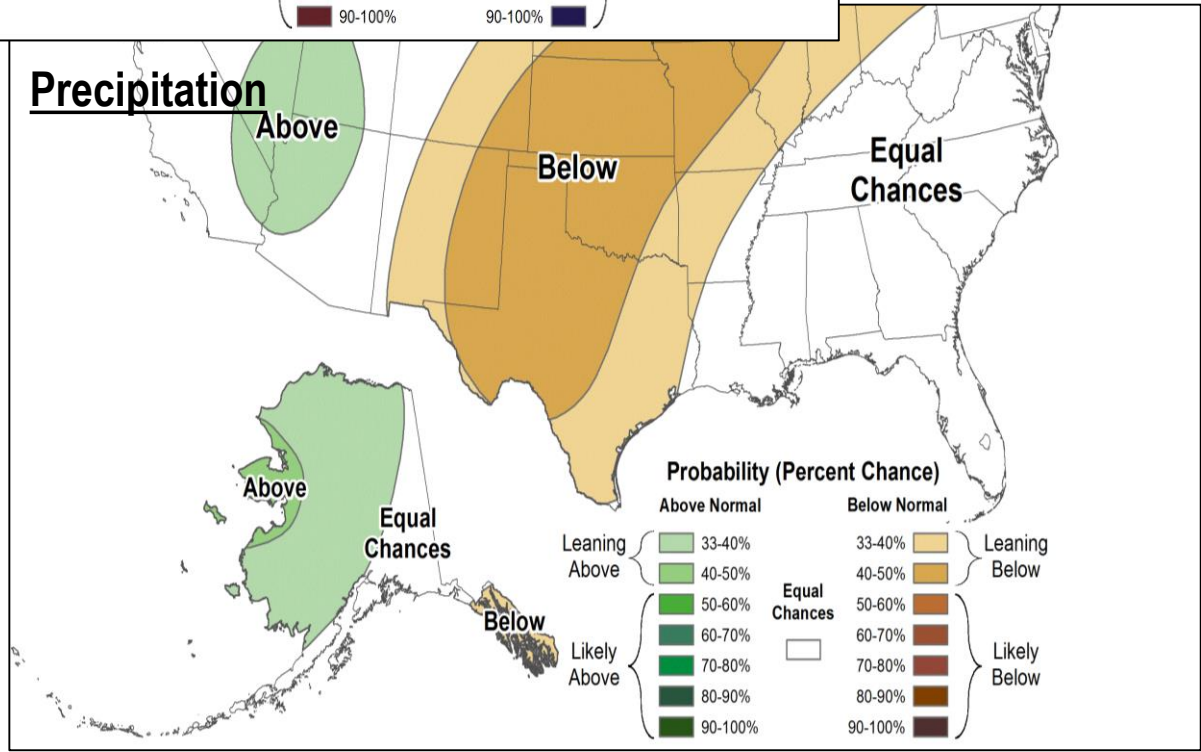 90-100% 90-100%
Precipitation
Above
Below
Equal
Chances
Above
Equal
Chances
Below
Probability (Percent Chance)
Above Normal Below Normal
Leaning
Above
33-40% 33-40%
40-50% 40-50%
Leaning
Below
Equal
Chances
50-60% 50-60%
60-70% 60-70%
Likely
Above
70-80% 70-80%
Likely
Below
80-90% 80-90%
90-100% 90-100%